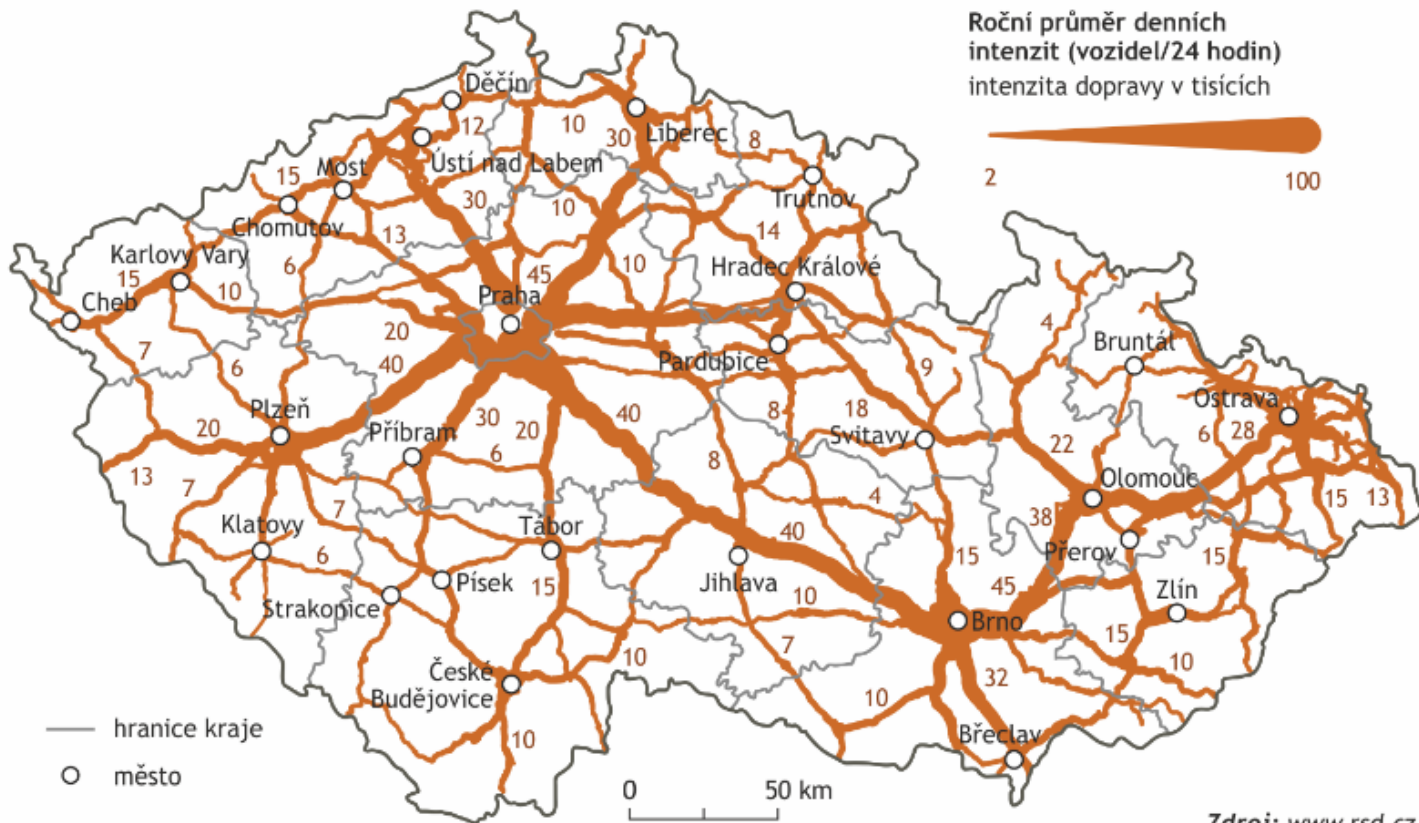 Roční průměr denních
intenzit (vozidel/24 hodin)
intenzita dopravy v tisících
2 100
Děčín
12
10
30
Liberec
8
Ústí nad Labem
Most
15
Chomutov
30
10
Trutnov
14
13
6
Karlovy Vary
15
10
Cheb
45
Praha
10
Hradec Králové
20
40
7
6
Pardubice
9
4
Bruntál
Plzeň
20
13
7
Příbram
30
20
6
40
8
8
18
Svitavy
22
Ostrava
6
28
15
13
Olomouc
38
Přerov
4
7
Klatovy
6
Tábor
40
Jihlava
15
15
Písek
Strakonice
15
10
45
Zlín
Brno
7
15
10
České
Budějovice
10
10
32
10
Břeclav
hranice kraje
město
0 50 km
Zdroj: www.rsd.cz